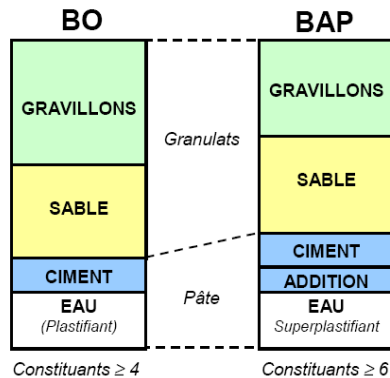 BO
BAP
GRAVILLONS
SABLE
CIMENT
EAU
(Plastifiant)
Granulats
Pâte
GRAVILLONS
SABLE
CIMENT
ADDITION
EAU
Superplastifiant
Constituants ≥ 4
Constituants ≥ 6